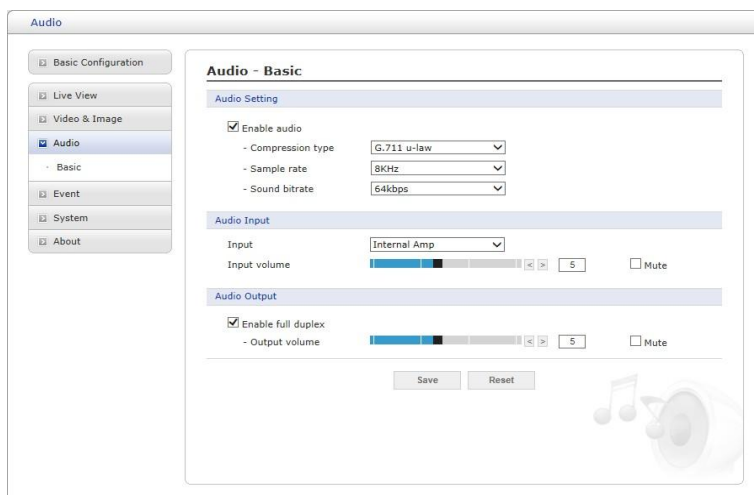 Audio
Basic Configuration
Live View
Video & Image
Audio
Basic
Event
System
About
Audio - Basic
Audio Setting
Enable audio
- Compression type G.711 u-law
- Sample rate 8KHz
- Sound bitrate 64kbps
Audio Input
Input Internal Amp
Input volume < > 5 Mute
Audio Output
Enable full duplex
- Output volume < > 5 Mute
Save Reset